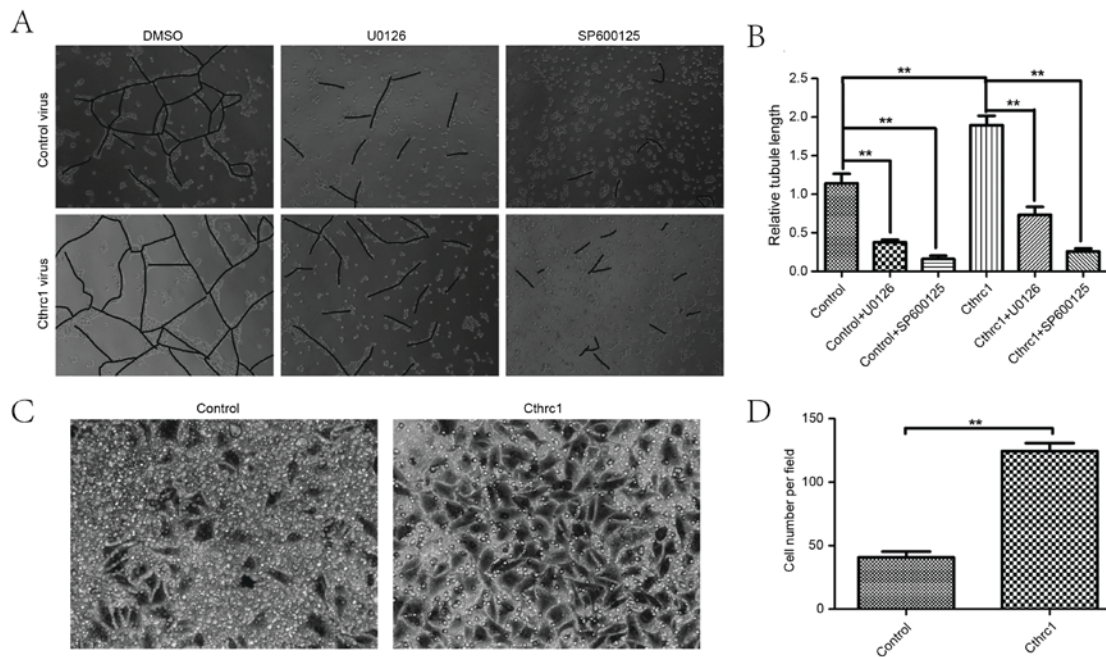 A
DMSO
U0126
SP600125
Control virus
Cthrc1 virus
B
Relative tubule length
2.5
2.0
1.5
1.0
0.5
0.0
**
**
**
**
**
Control
Control+U0126
Control+SP600125
Cthrc1
Cthrc1+U0126
Cthrc1+SP600125
C
Control
Cthrc1
D
Cell number per field
150
100
50
0
**
Control
Cthrc1